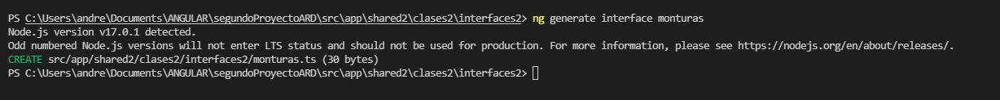 PS C:\Users\andre\Documents\ANGULAR\segundoProyectoARD\src\app\shared2\clases2\interfaces2> ng generate interface monturas
Node.js version v17.0.1 detected.
Odd numbered Node.js versions will not enter LTS status and should not be used for production. For more information, please see https://nodejs.org/en/about/releases/.
CREATE src/app/shared2/clases2/interfaces2/monturas.ts (30 bytes)
PS C:\Users\andre\Documents\ANGULAR\segundoProyectoARD\src\app\shared2\clases2\interfaces2>